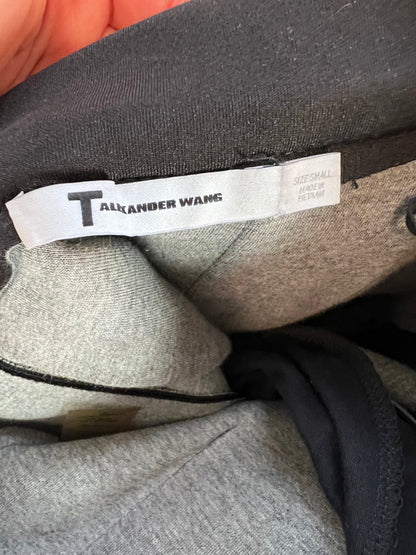 T ALEXANDER WANG
SIZE SMALL
MADE IN
VIETNAM